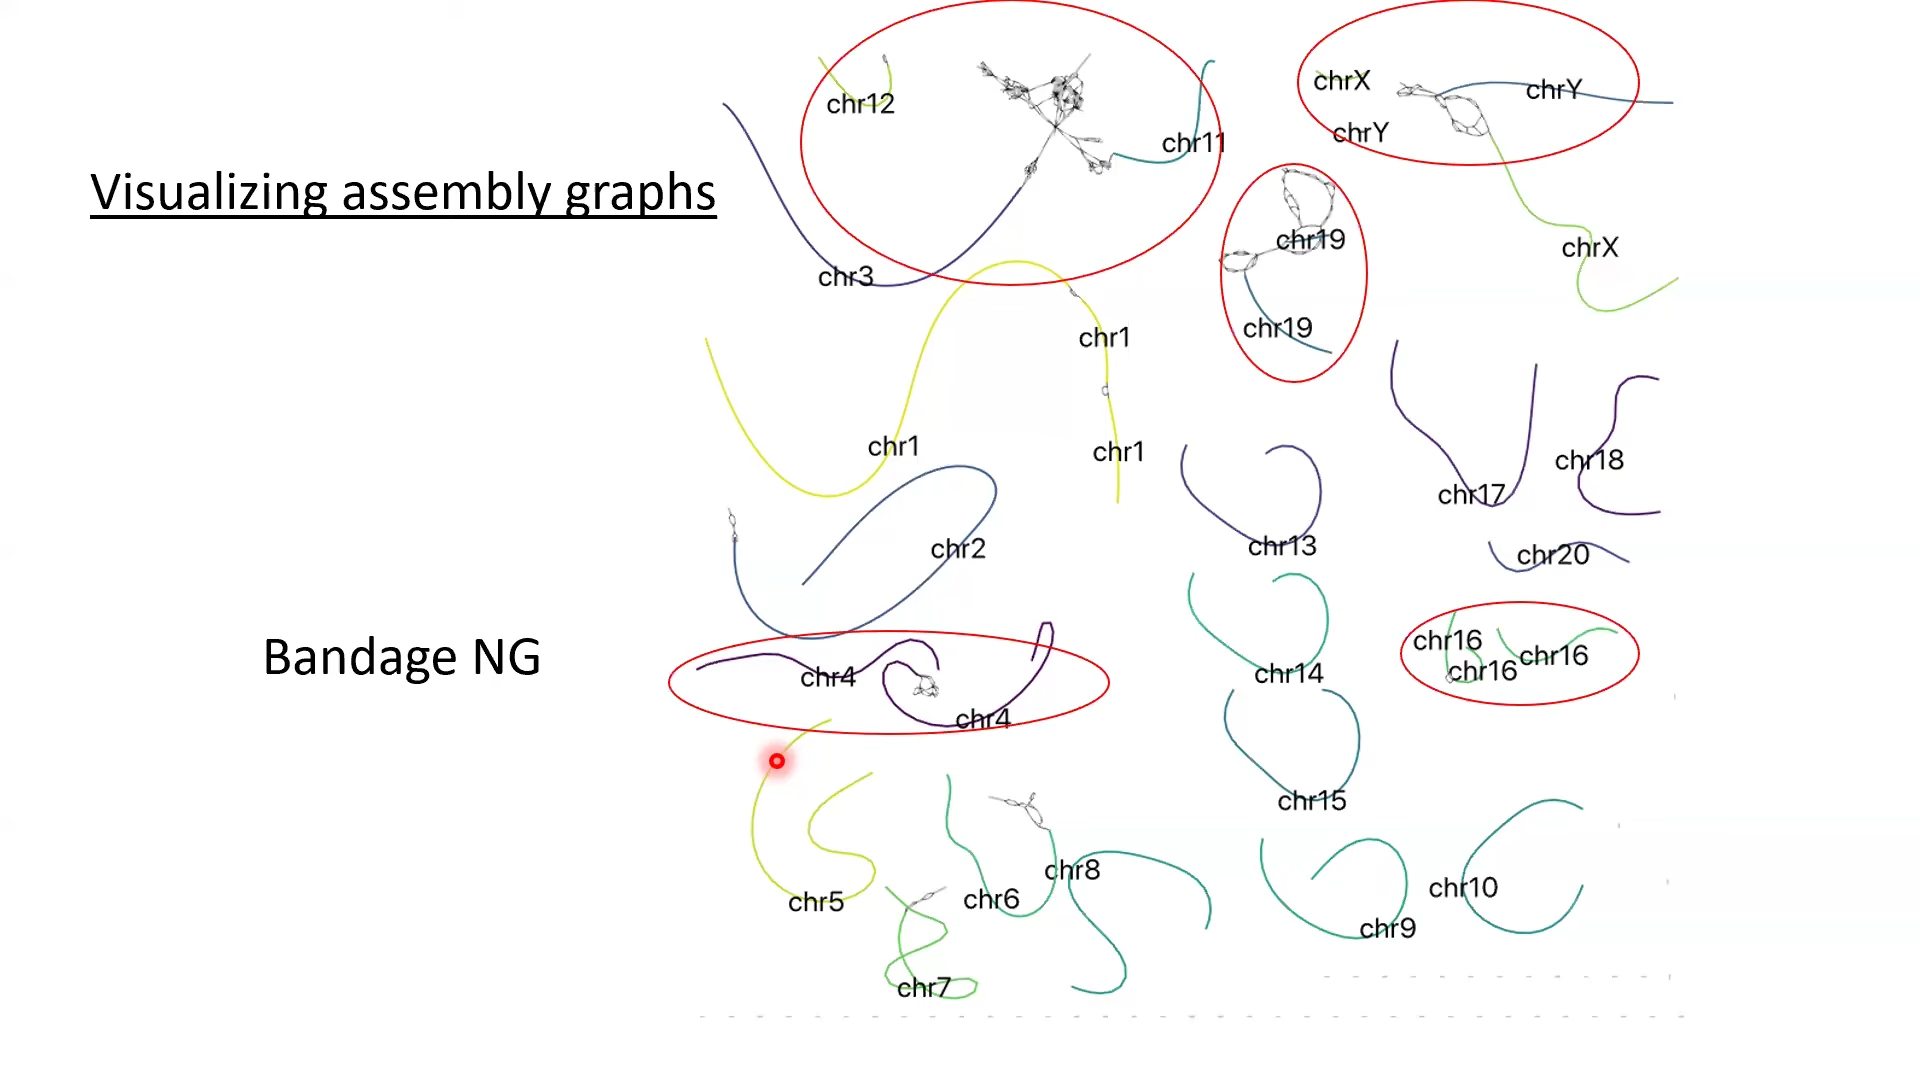 Visualizing assembly graphs
Bandage NG
chr12
chr11
chr3
chrX
chrY
chrY
chrX
chr19
chr19
chr1
chr1
chr1
chr2
chr17
chr18
chr13
chr20
chr4
chr4
chr14
chr16
chr16
chr16
chr15
chr5
chr6
chr8
chr7
chr9
chr10